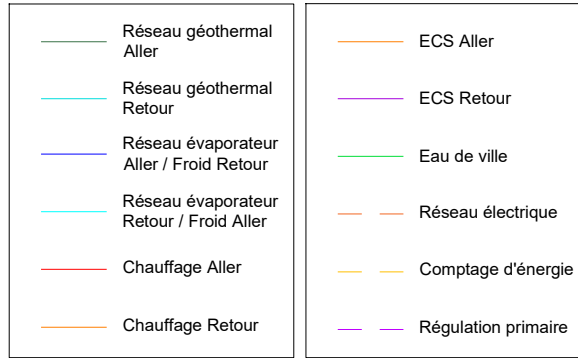 Réseau géothermal
Aller
Réseau géothermal
Retour
Réseau évaporateur
Aller / Froid Retour
Réseau évaporateur
Retour / Froid Aller
Chauffage Aller
Chauffage Retour
ECS Aller
ECS Retour
Eau de ville
Réseau électrique
Comptage d'énergie
Régulation primaire